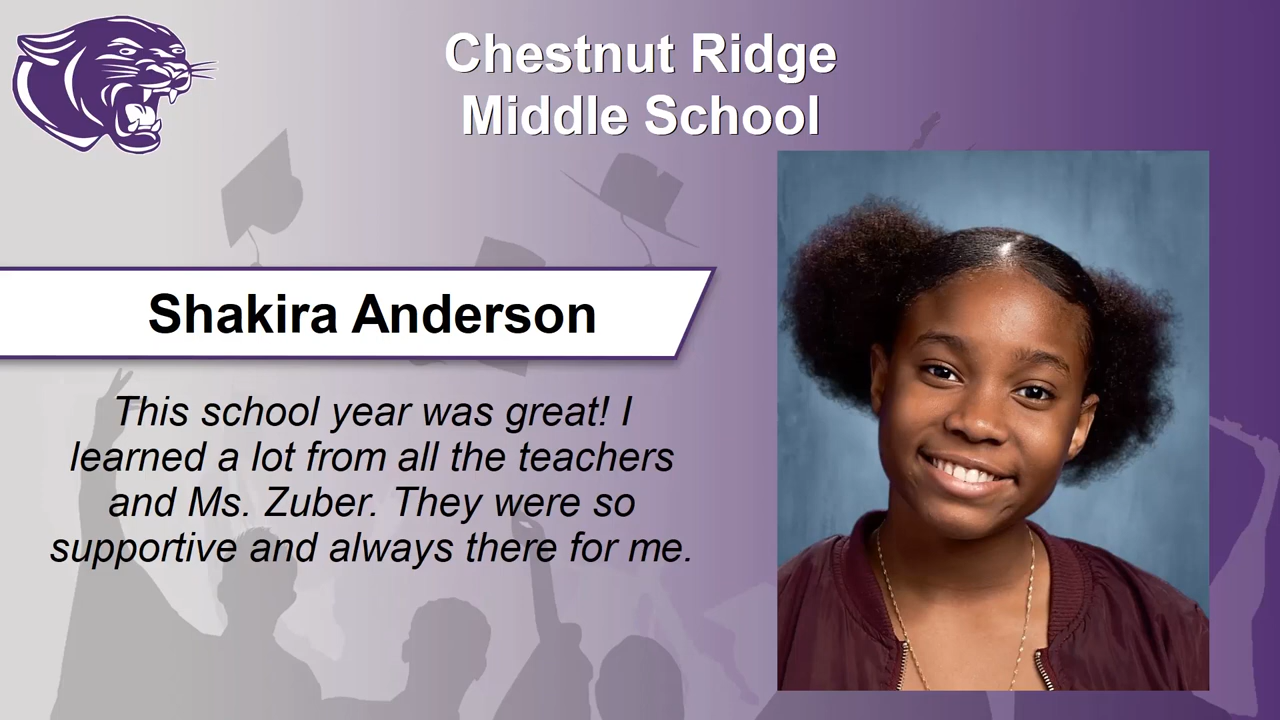 Chestnut Ridge
Middle School
Shakira Anderson
This school year was great! I
learned a lot from all the teachers
and Ms. Zuber. They were so
supportive and always there for me.